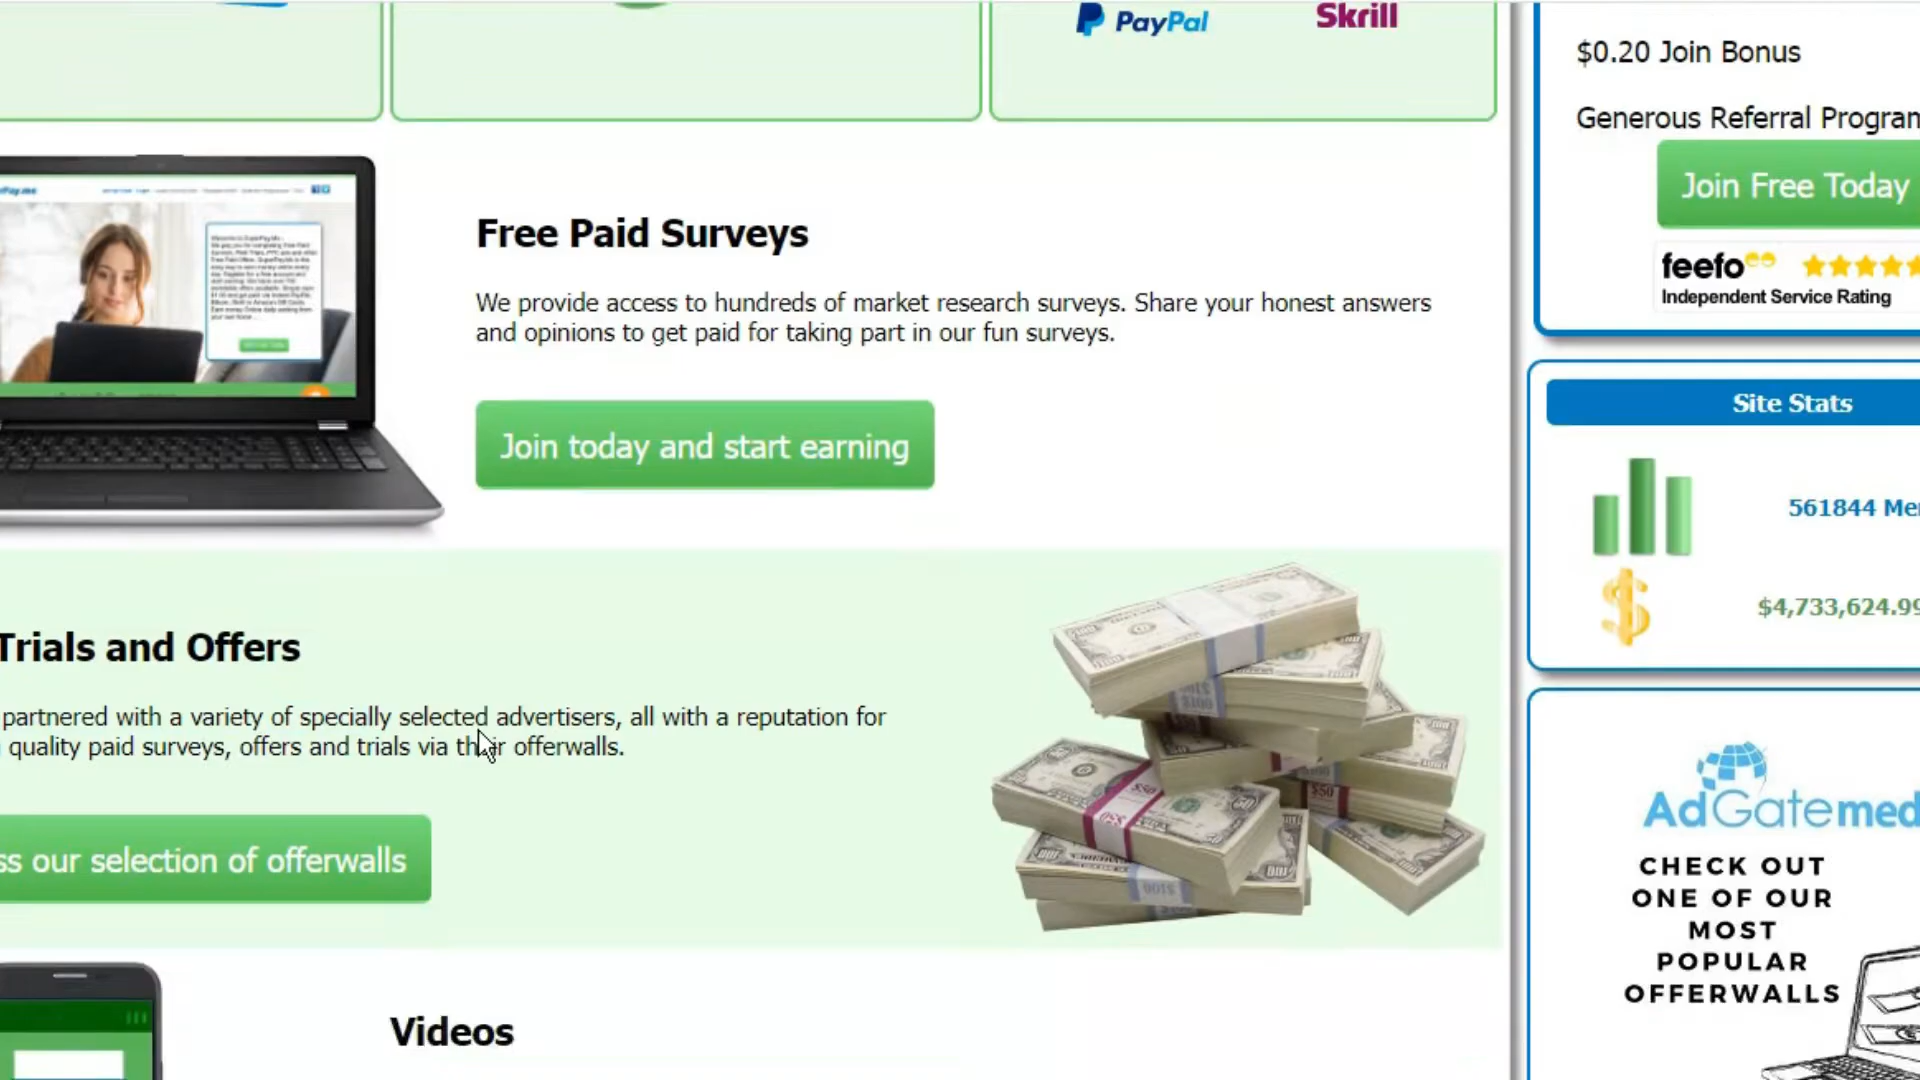 PayPal
Skrill
$0.20 Join Bonus
Generous Referral Program
Join Free Today
feefo
Independent Service Rating
Free Paid Surveys
We provide access to hundreds of market research surveys. Share your honest answers
and opinions to get paid for taking part in our fun surveys.
Join today and start earning
Site Stats
561844 Me
$4,733,624.99
Trials and Offers
partnered with a variety of specially selected advertisers, all with a reputation for
quality paid surveys, offers and trials via their offerwalls.
ss our selection of offerwalls
AdGatemed
CHECK OUT
ONE OF OUR
MOST
POPULAR
OFFERWALLS
Videos